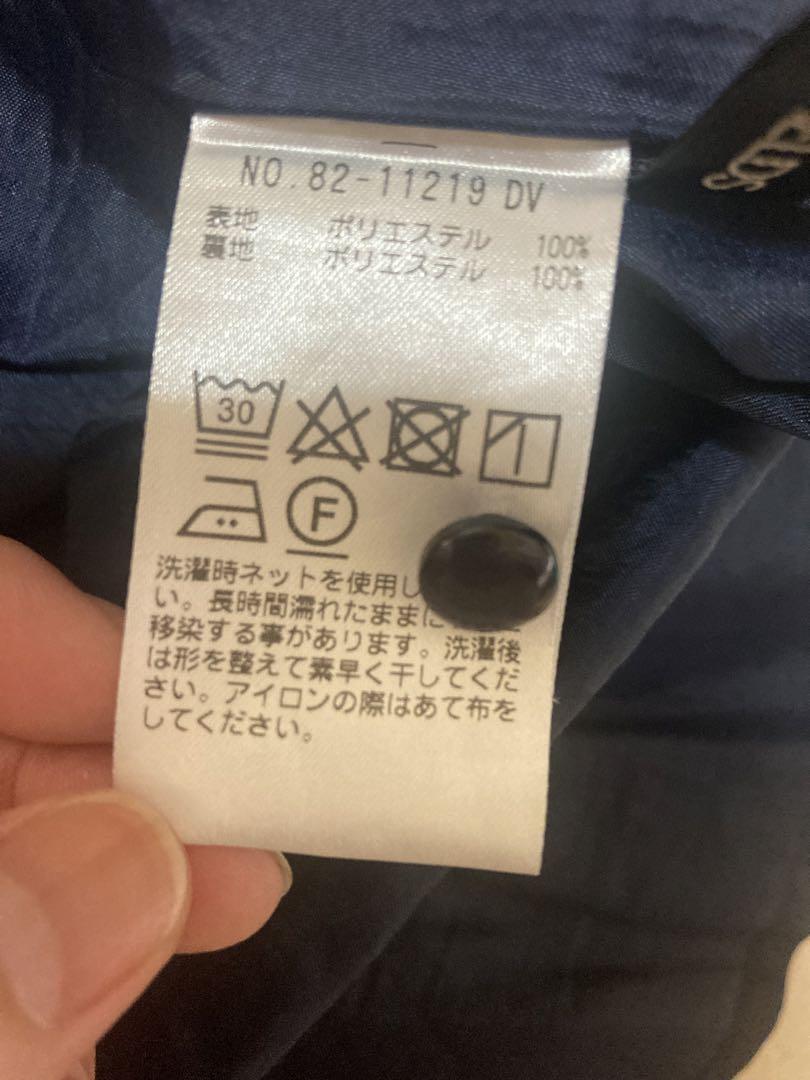 NO.82-11219 DV
表地 ポリエステル 100%
裏地 ポリエステル 100%
30
F
洗濯時ネットを使用し
い。長時間濡れたままに
移染する事があります。洗濯後
は形を整えて素早く干してくだ
さい。アイロンの際はあて布を
してください。